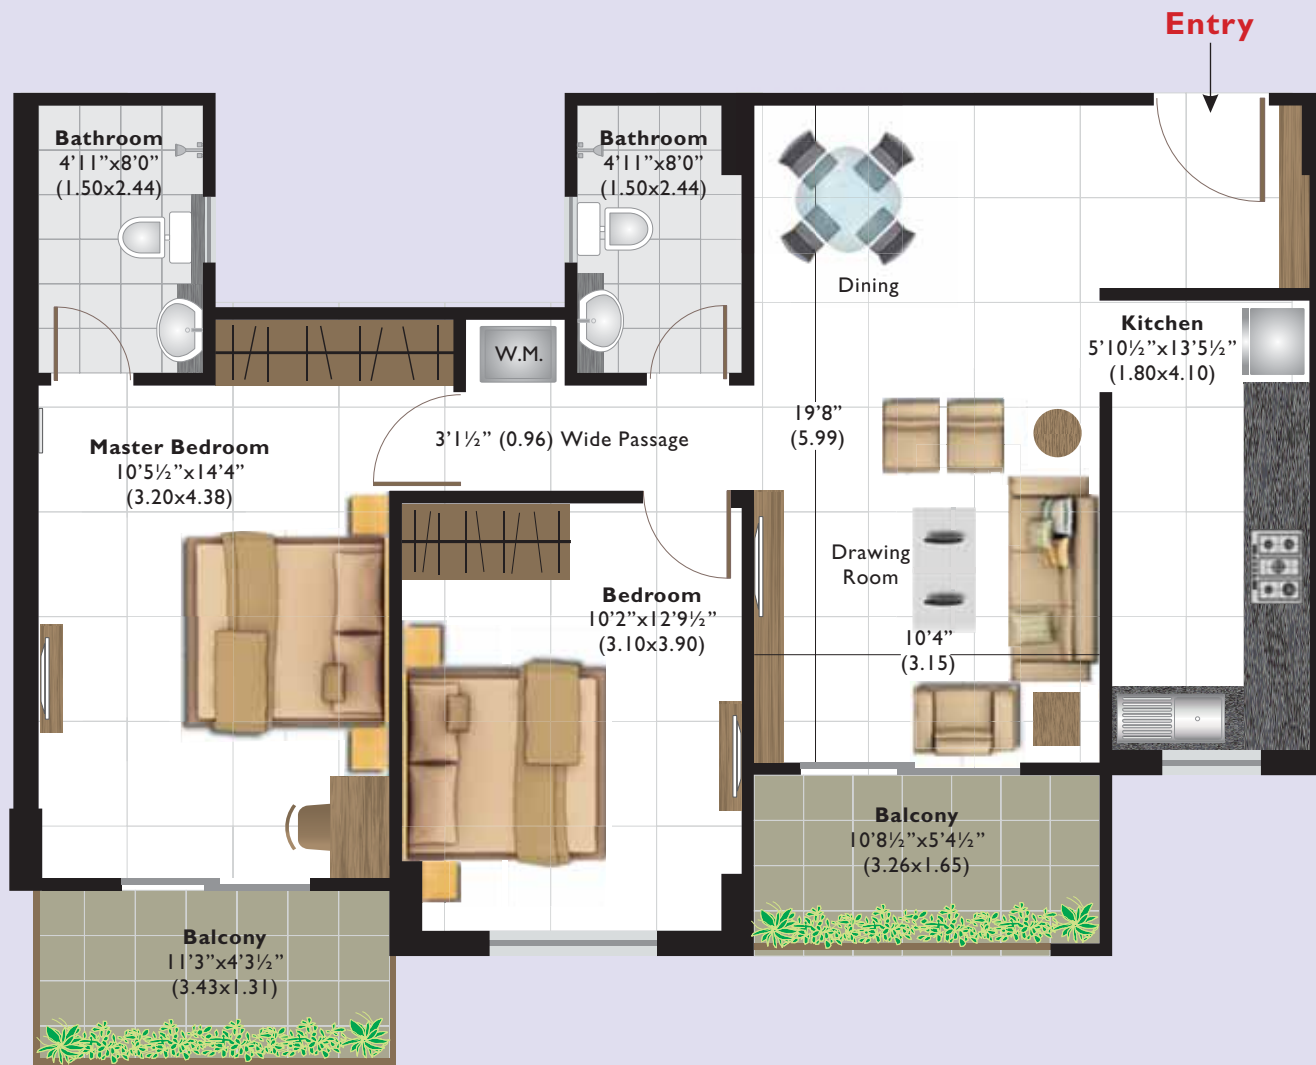 Entry
Bathroom
4’11”x8’0”
(1.50x2.44)
Bathroom
4’11”x8’0”
(1.50x2.44)
Dining
Kitchen
5’10½”x13’5½”
(1.80x4.10)
W.M.
19’8”
(5.99)
3’1½” (0.96) Wide Passage
Master Bedroom
10’5½”x14’4”
(3.20x4.38)
Drawing
Room
Bedroom
10’2”x12’9½”
(3.10x3.90)
10’4”
(3.15)
Balcony
10’8½”x5’4½”
(3.26x1.65)
Balcony
11’3”x4’3½”
(3.43x1.31)